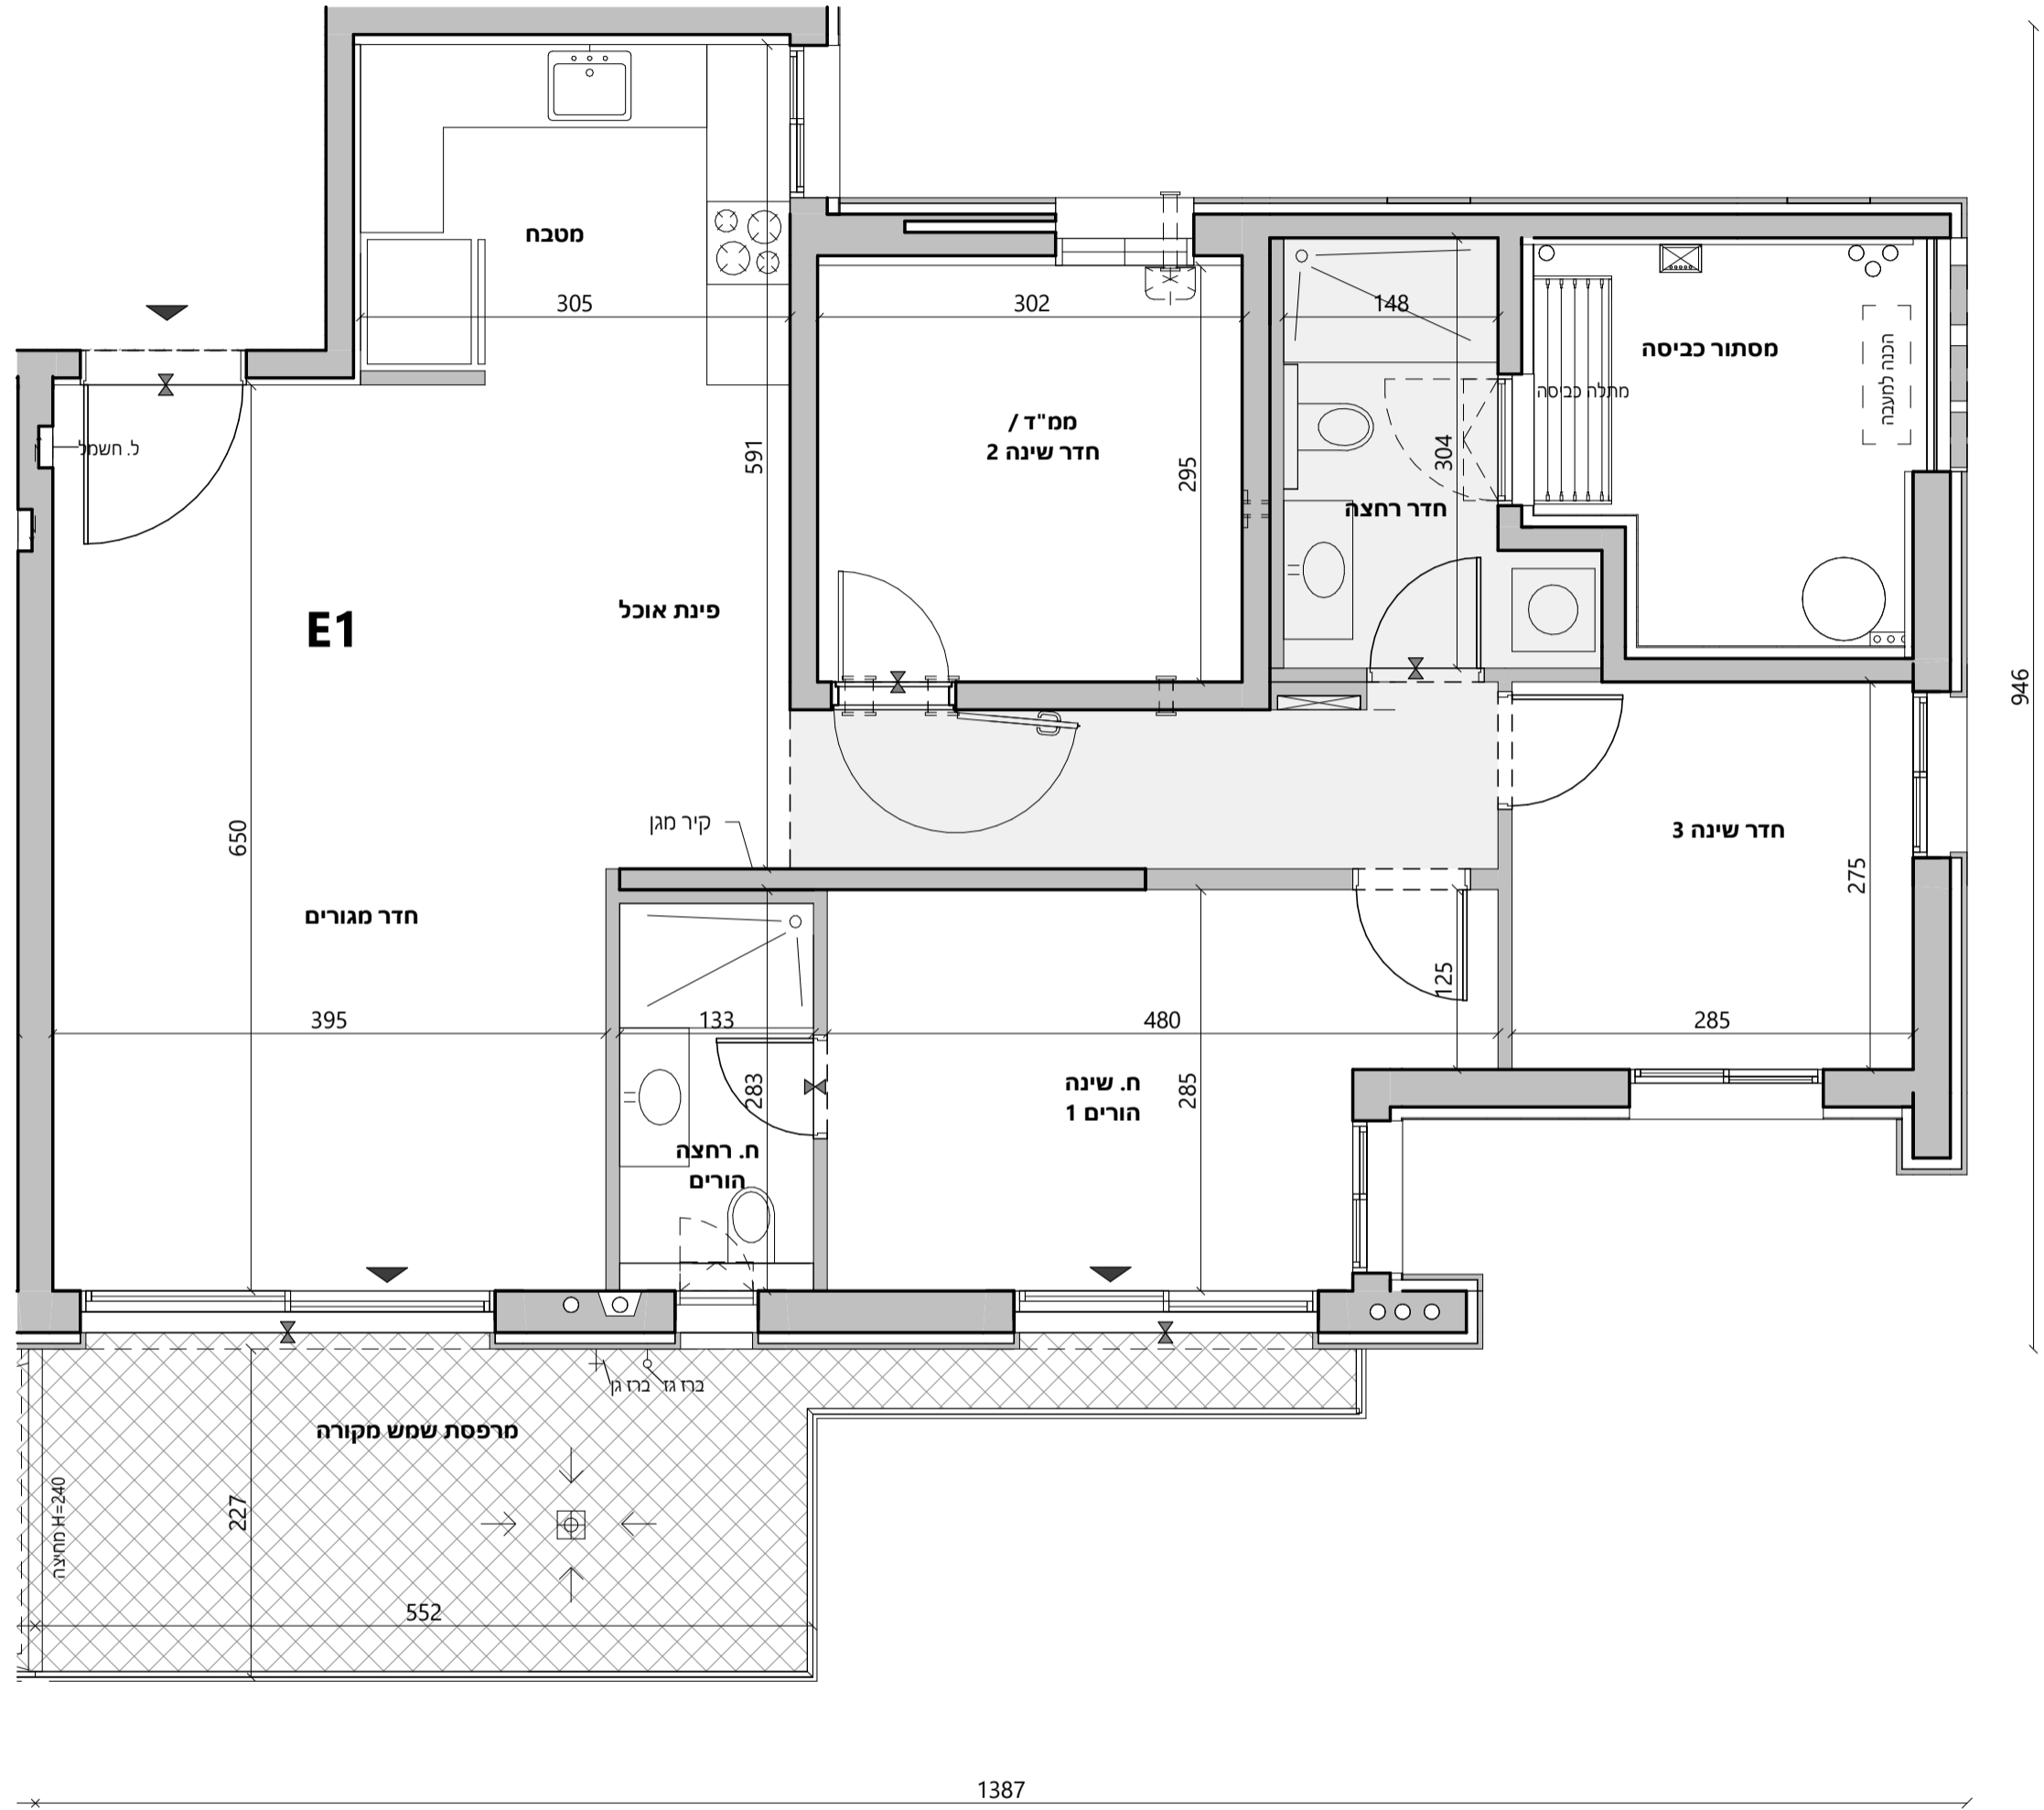 מטבח
305
302
148
מסתור כביסה
הכנה למעבה
מתלה כביסה
ממ"ד /
חדר שינה 2
ל. חשמל
591
295
304
חדר רחצה
E1
פינת אוכל
946
קיר מגן
650
חדר שינה 3
275
חדר מגורים
125
395
133
480
285
283
ח. שינה
הורים 1
285
ח. רחצה
הורים
ברז גן
ברז גז
מרפסת שמש מקורה
227
מחיצה H=240
552
1387